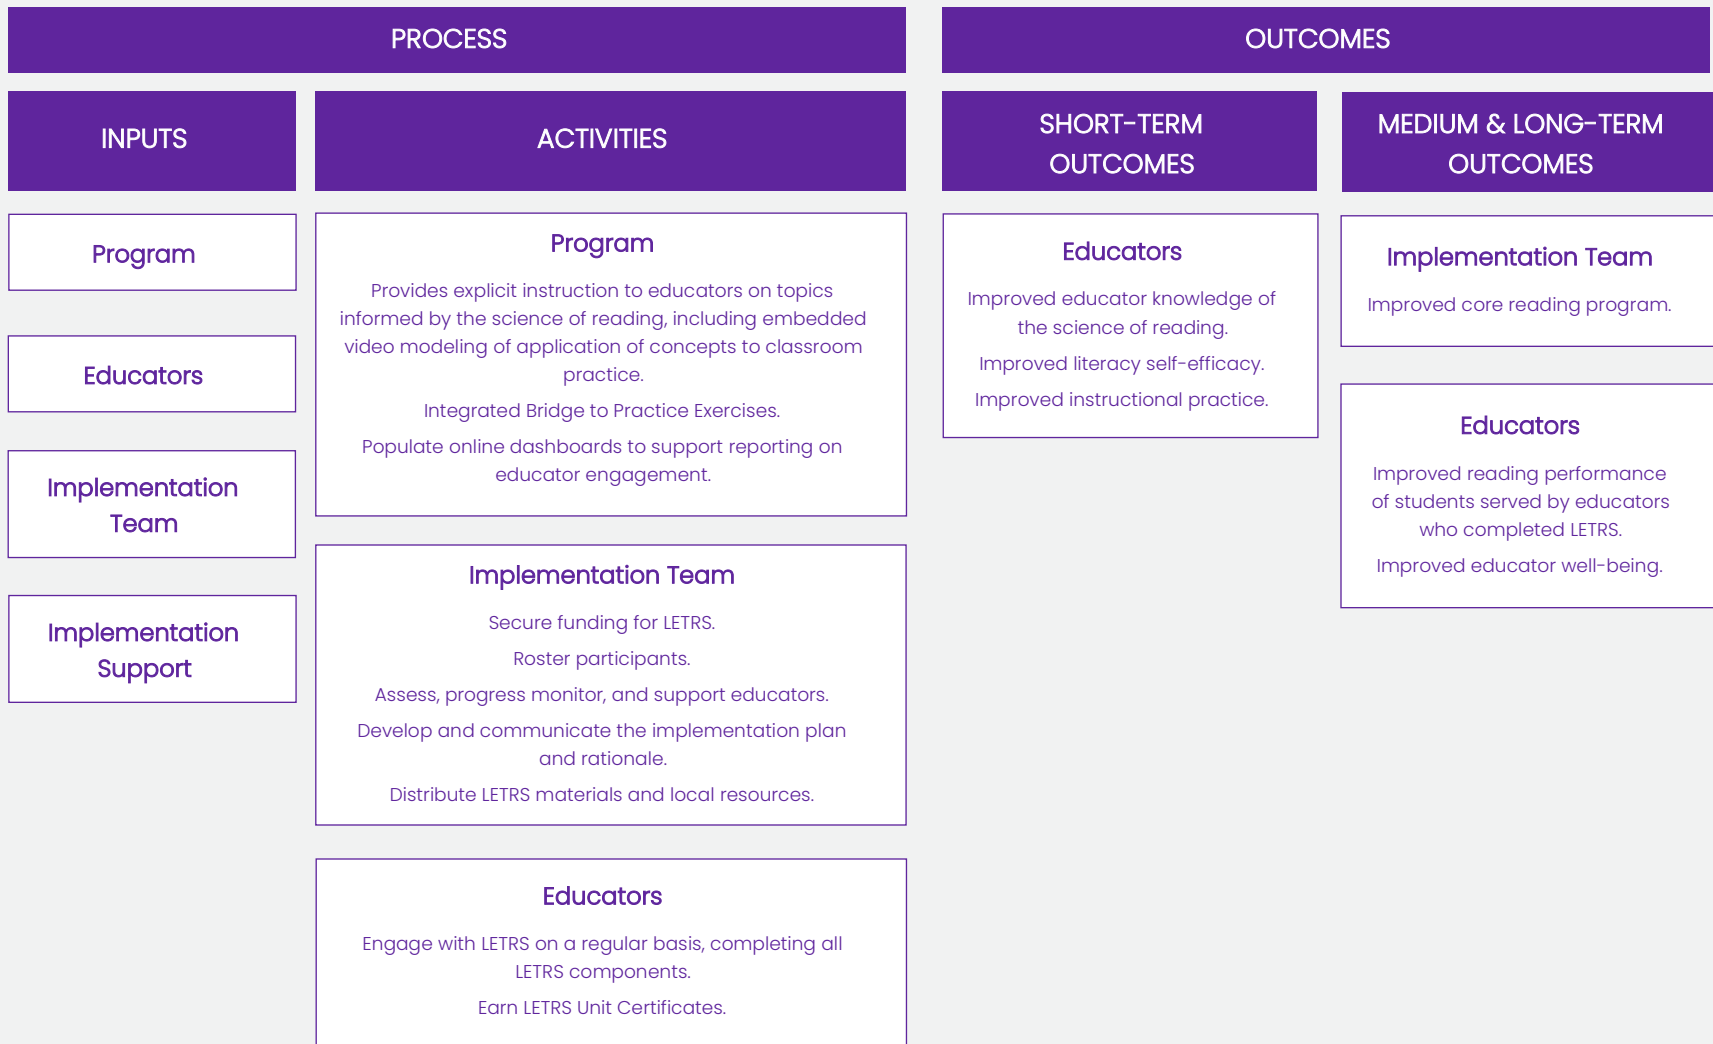 PROCESS
OUTCOMES
INPUTS
ACTIVITIES
SHORT-TERM
OUTCOMES
MEDIUM & LONG-TERM
OUTCOMES
Program
Educators
Implementation
Team
Implementation
Support
Program
Provides explicit instruction to educators on topics
informed by the science of reading, including embedded
video modeling of application of concepts to classroom
practice.
Integrated Bridge to Practice Exercises.
Populate online dashboards to support reporting on
educator engagement.
Implementation Team
Secure funding for LETRS.
Roster participants.
Assess, progress monitor, and support educators.
Develop and communicate the implementation plan
and rationale.
Distribute LETRS materials and local resources.
Educators
Engage with LETRS on a regular basis, completing all
LETRS components.
Earn LETRS Unit Certificates.
Educators
Improved educator knowledge of
the science of reading.
Improved literacy self-efficacy.
Improved instructional practice.
Implementation Team
Improved core reading program.
Educators
Improved reading performance
of students served by educators
who completed LETRS.
Improved educator well-being.